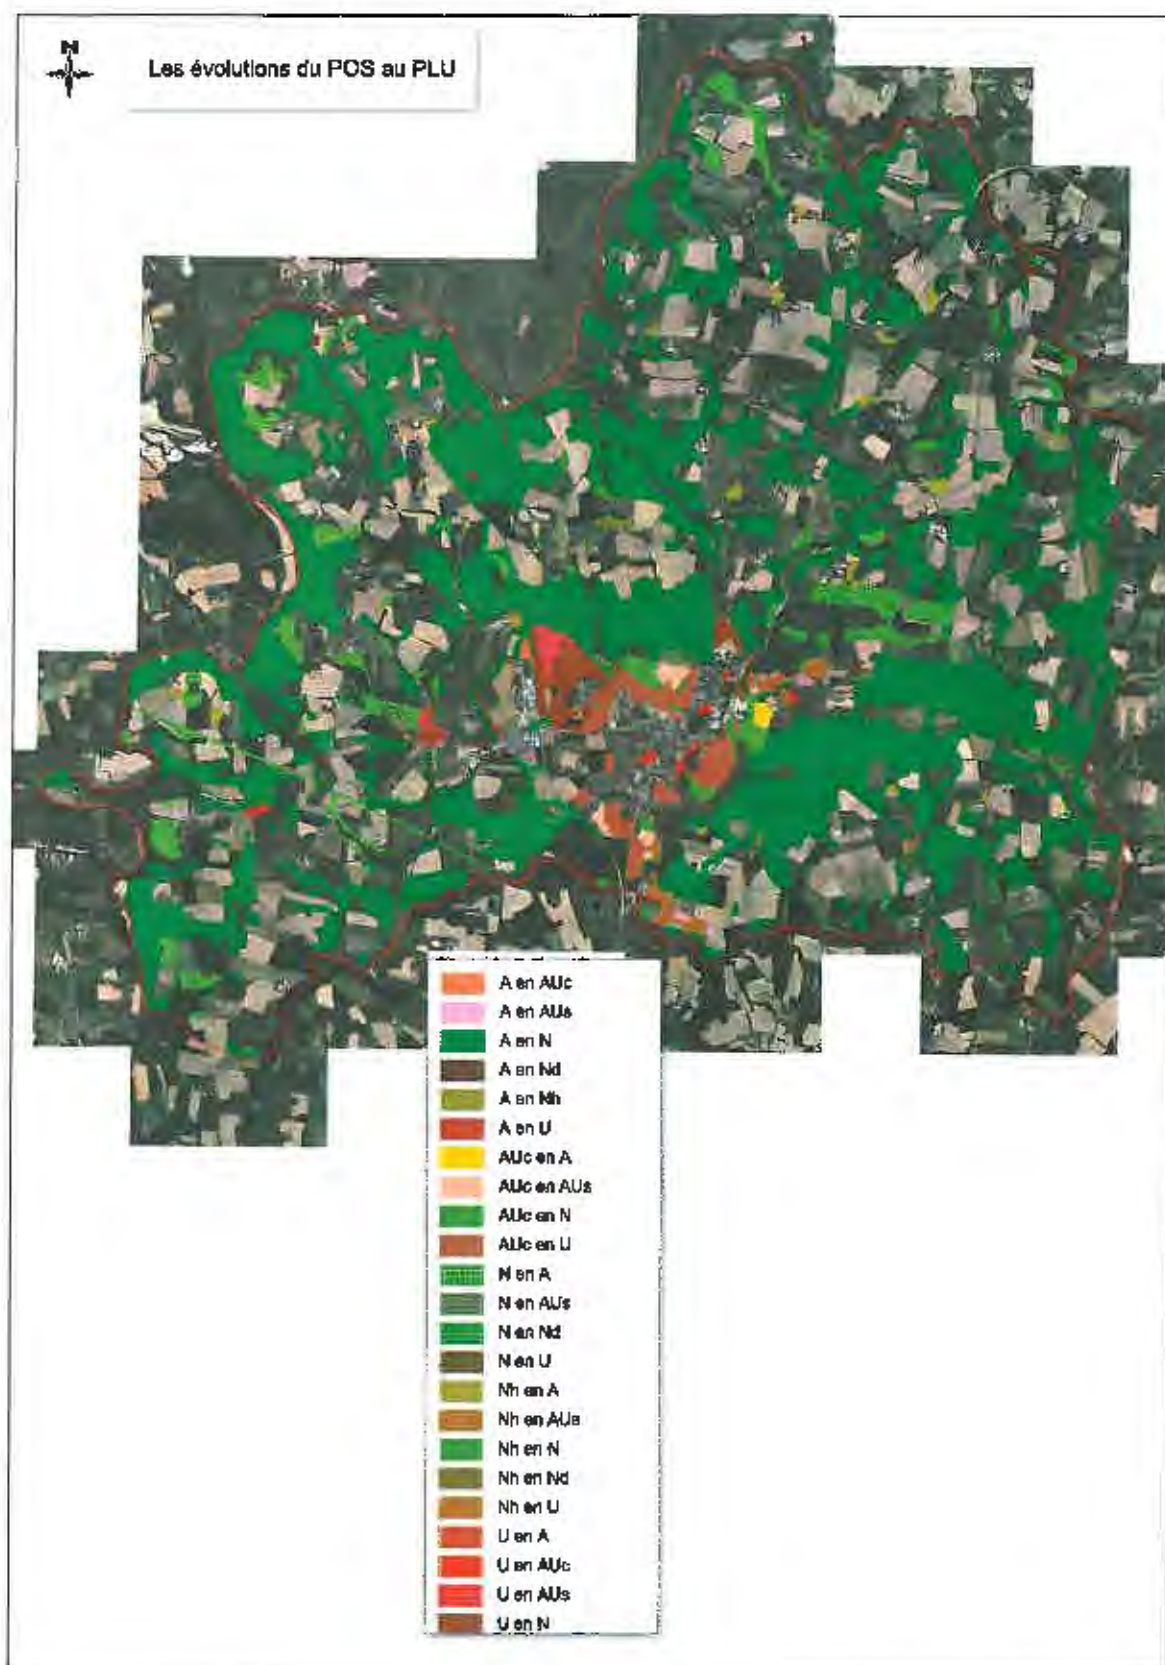 N
Les évolutions du POS au PLU
A en AUc
A en AUs
A en N
A en Nd
A en Nh
A en U
AUc en A
AUc en AUs
AUc en N
AUc en U
N en A
N en AUs
N en Nd
N en U
Nh en A
Nh en AUs
Nh en N
Nh en Nd
Nh en U
U en A
U en AUc
U en AUs
U en N